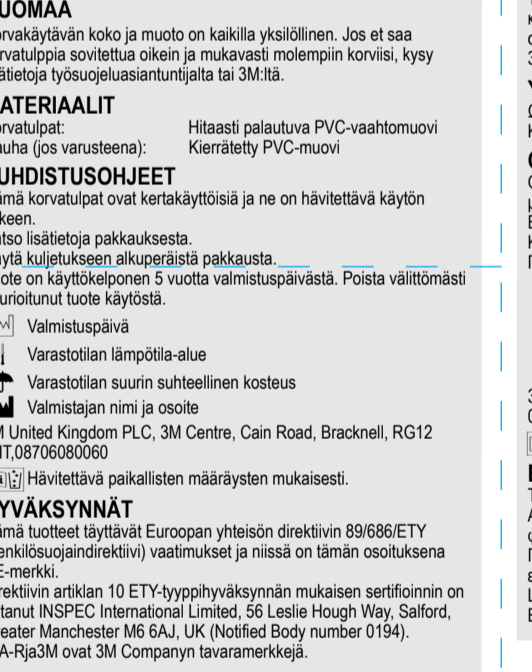 UOMAA
orvakäytävän koko ja muoto on kaikilla yksilöllinen. Jos et saa
orvatulppia sovitettua oikein ja mukavasti molempiin korviisi, kysy
ätietoja työsuojeluasiantuntijalta tai 3M:ltä.
ATERIAALIT
orvatulpat: Hitaasti palautuva PVC-vaahtomuovi
auha (jos varusteena): Kierrätetty PVC-muovi
UHDISTUSOHJEET
ämä korvatulpat ovat kertakäyttöisiä ja ne on hävitettävä käytön
lkeen.
atso lisätietoja pakkauksesta.
äytä kuljetukseen alkuperäistä pakkausta.
uote on käyttökelponen 5 vuotta valmistuspäivästä. Poista välittömästi
urioitunut tuote käytöstä.
Valmistuspäivä
Varastotilan lämpötila-alue
Varastotilan suurin suhteellinen kosteus
Valmistajan nimi ja osoite
M United Kingdom PLC, 3M Centre, Cain Road, Bracknell, RG12
HT,08706080060
Hävitettävä paikallisten määräysten mukaisesti.
YVÄKSYNNÄT
ämä tuotteet täyttävät Euroopan yhteisön direktiivin 89/686/ETY
enkilösuojaindirektiivi) vaatimukset ja niissä on tämän osoituksena
E-merkki.
rektiivin artiklan 10 ETY-tyyppihyväksynnän mukaisen sertifioinnin on
tanut INSPEC International Limited, 56 Leslie Hough Way, Salford,
eater Manchester M6 6AJ, UK (Notified Body number 0194).
A-Rja3M ovat 3M Companyn tavaramerkkejä.